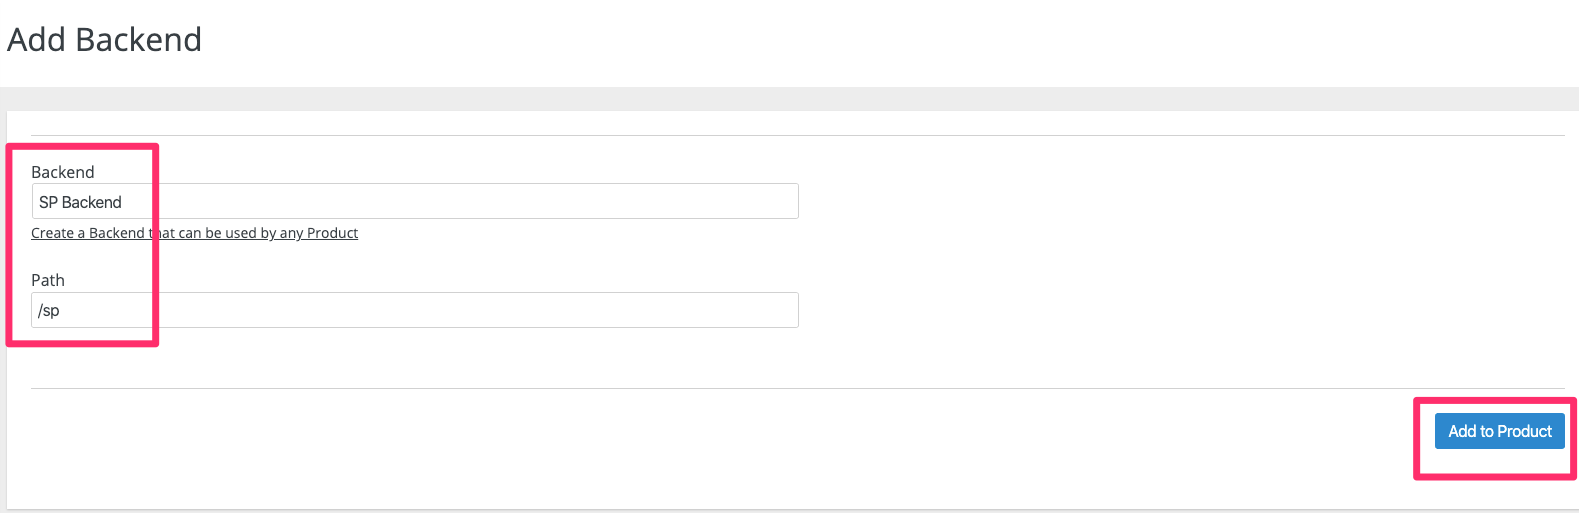 Add Backend
Backend
SP Backend
Create a Backend that can be used by any Product
Path
/sp
Add to Product